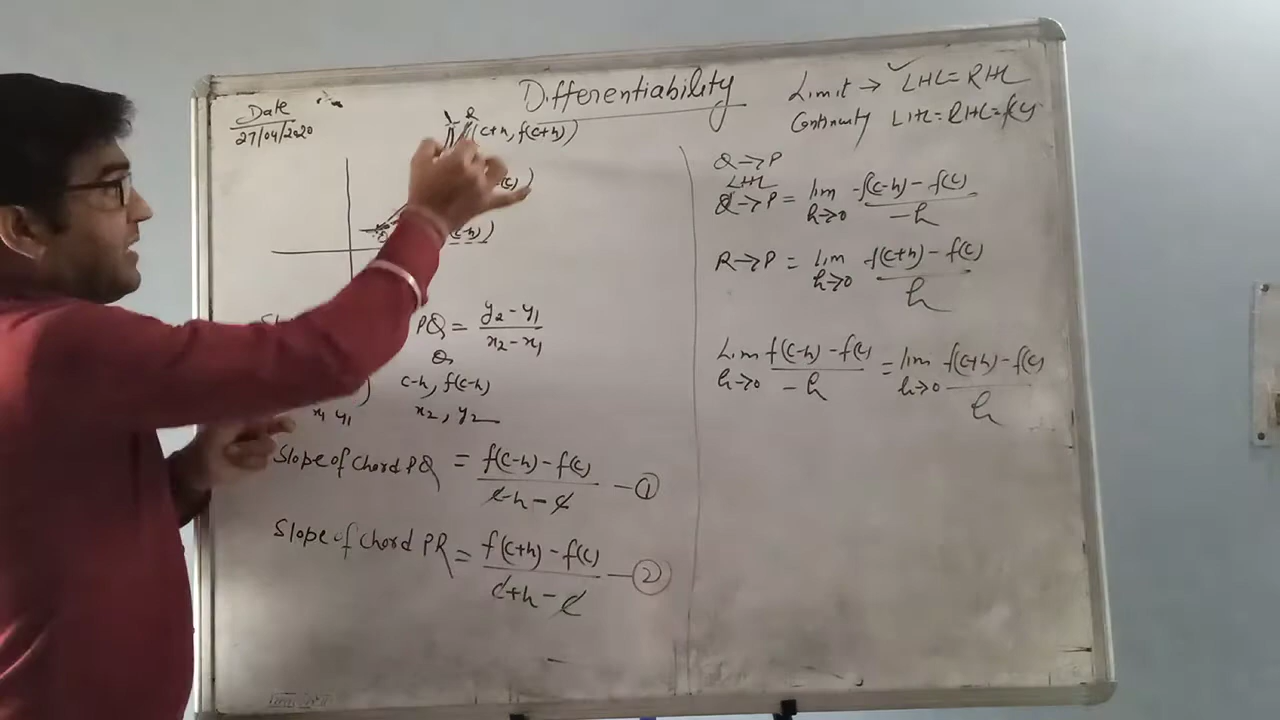 Differentiability
Date
27/04/2020
R
(c+h, f(c+h)
(c)
(c-h))
PQ = y2 - y1 / x2 - x1
Q
c-h, f(c-h)
x1 y1
x2, y2
Slope of chord PQ = f(c-h) - f(c) / c-h - c — ①
Slope of chord PR = f(c+h) - f(c) / c+h - c — ②
Limit → ✓ LHL = RHL
Continuity LHL = RHL = f(c)
Q → P
LHL
Q → P = lim h→0 f(c-h) - f(c) / -h
R → P = lim h→0 f(c+h) - f(c) / h
Lim h→0 f(c-h) - f(c) / -h = lim h→0 f(c+h) - f(c) / h